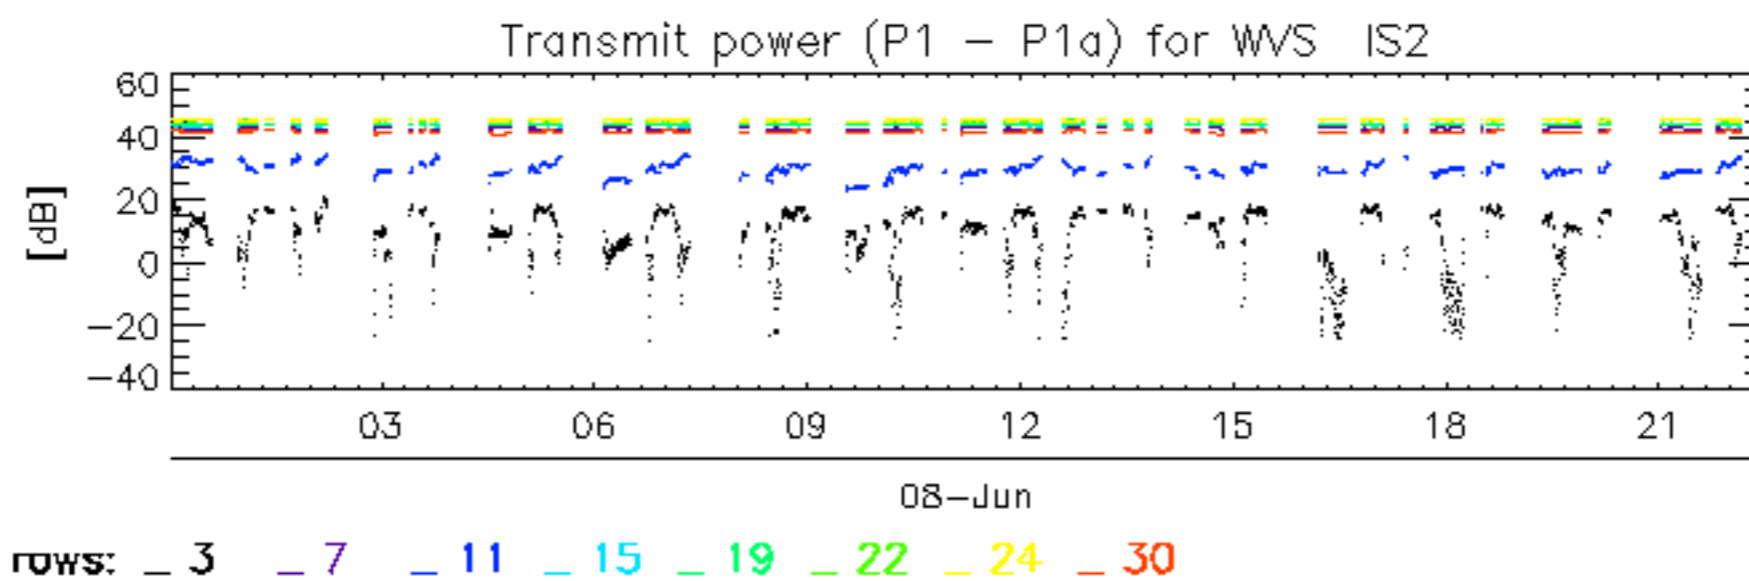 Transmit power (P1 - P1a) for WVS IS2
60
40
20
0
-20
-40
[dB]
03 06 09 12 15 18 21
08-Jun
rows: _ 3 _ 7 _ 11 _ 15 _ 19 _ 22 _ 24 _ 30